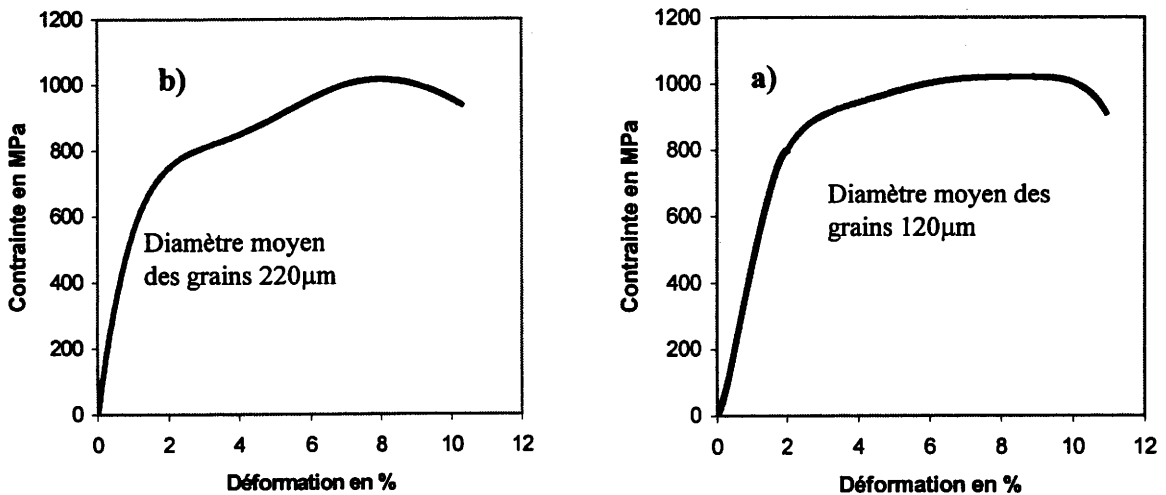 1200
1000
800
600
400
200
0
Contrainte en MPa
b)
Diamètre moyen
des grains 220µm
0 2 4 6 8 10 12
Déformation en %
1200
1000
800
600
400
200
0
Contrainte en MPa
a)
Diamètre moyen des
grains 120µm
0 2 4 6 8 10 12
Déformation en %